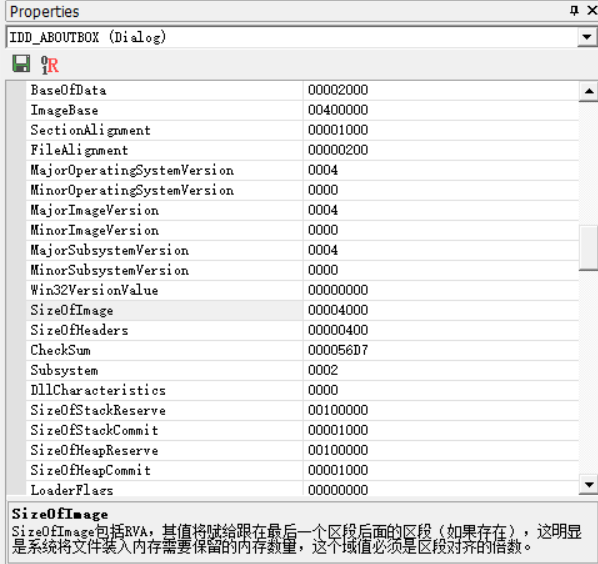 Properties
IDD_ABOUTBOX (Dialog)
BaseOfData 00002000
ImageBase 00400000
SectionAlignment 00001000
FileAlignment 00000200
MajorOperatingSystemVersion 0004
MinorOperatingSystemVersion 0000
MajorImageVersion 0004
MinorImageVersion 0000
MajorSubsystemVersion 0004
MinorSubsystemVersion 0000
Win32VersionValue 00000000
SizeOfImage 00004000
SizeOfHeaders 00000400
CheckSum 000056D7
Subsystem 0002
DllCharacteristics 0000
SizeOfStackReserve 00100000
SizeOfStackCommit 00001000
SizeOfHeapReserve 00100000
SizeOfHeapCommit 00001000
LoaderFlags 00000000
SizeOfImage
SizeOfImage包括RVA，其值将赋给跟在最后一个区段后面的区段（如果存在），这明显
是系统将文件装入内存需要保留的内存数量，这个域值必须是区段对齐的倍数。